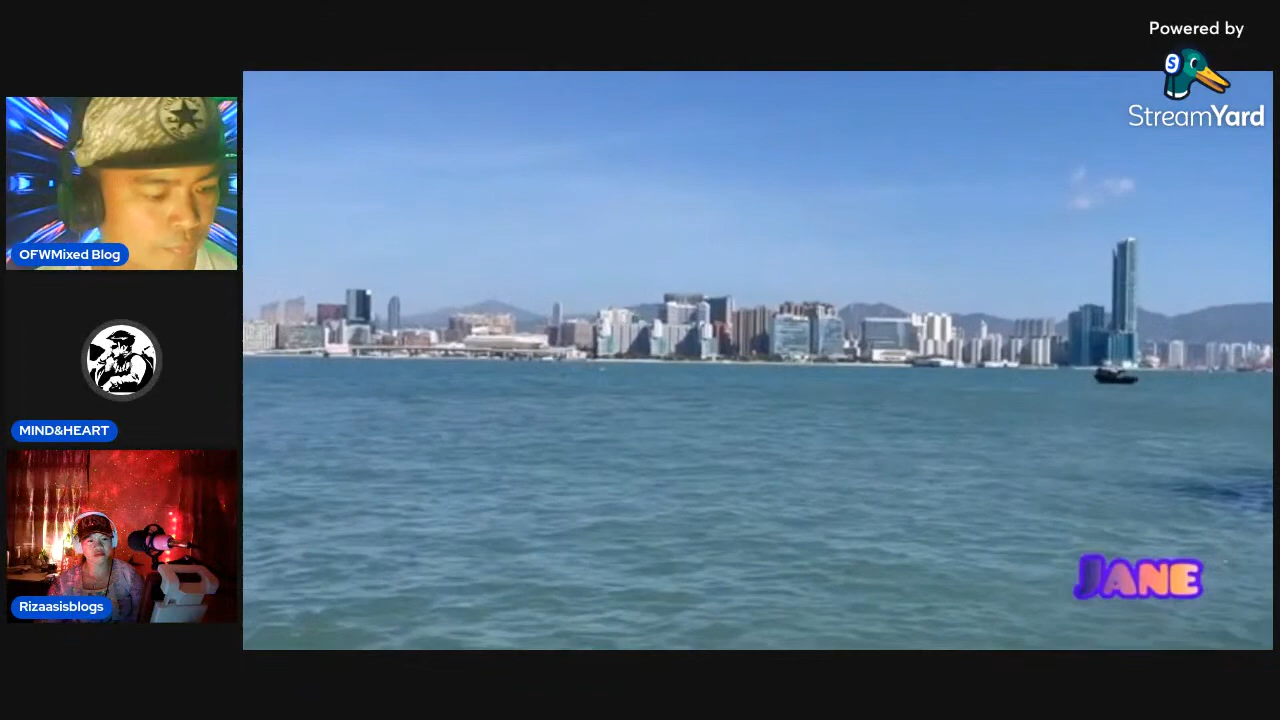 Powered by
StreamYard
OFWMixed Blog
MIND&HEART
Rizaasisblogs
JANE